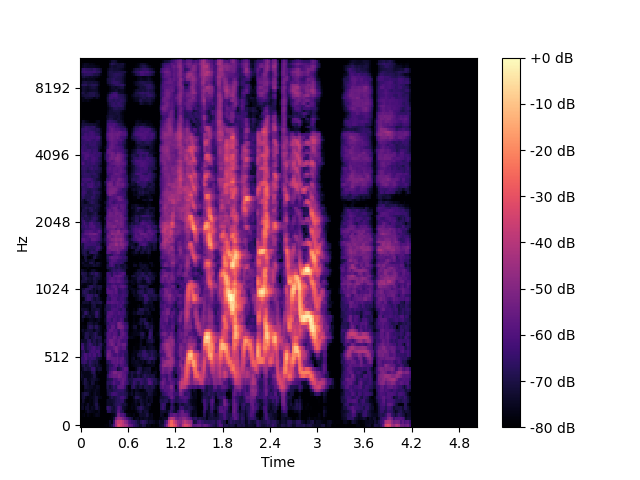 8192
4096
2048
1024
512
0
Hz
0 0.6 1.2 1.8 2.4 3 3.6 4.2 4.8
Time
+0 dB
-10 dB
-20 dB
-30 dB
-40 dB
-50 dB
-60 dB
-70 dB
-80 dB